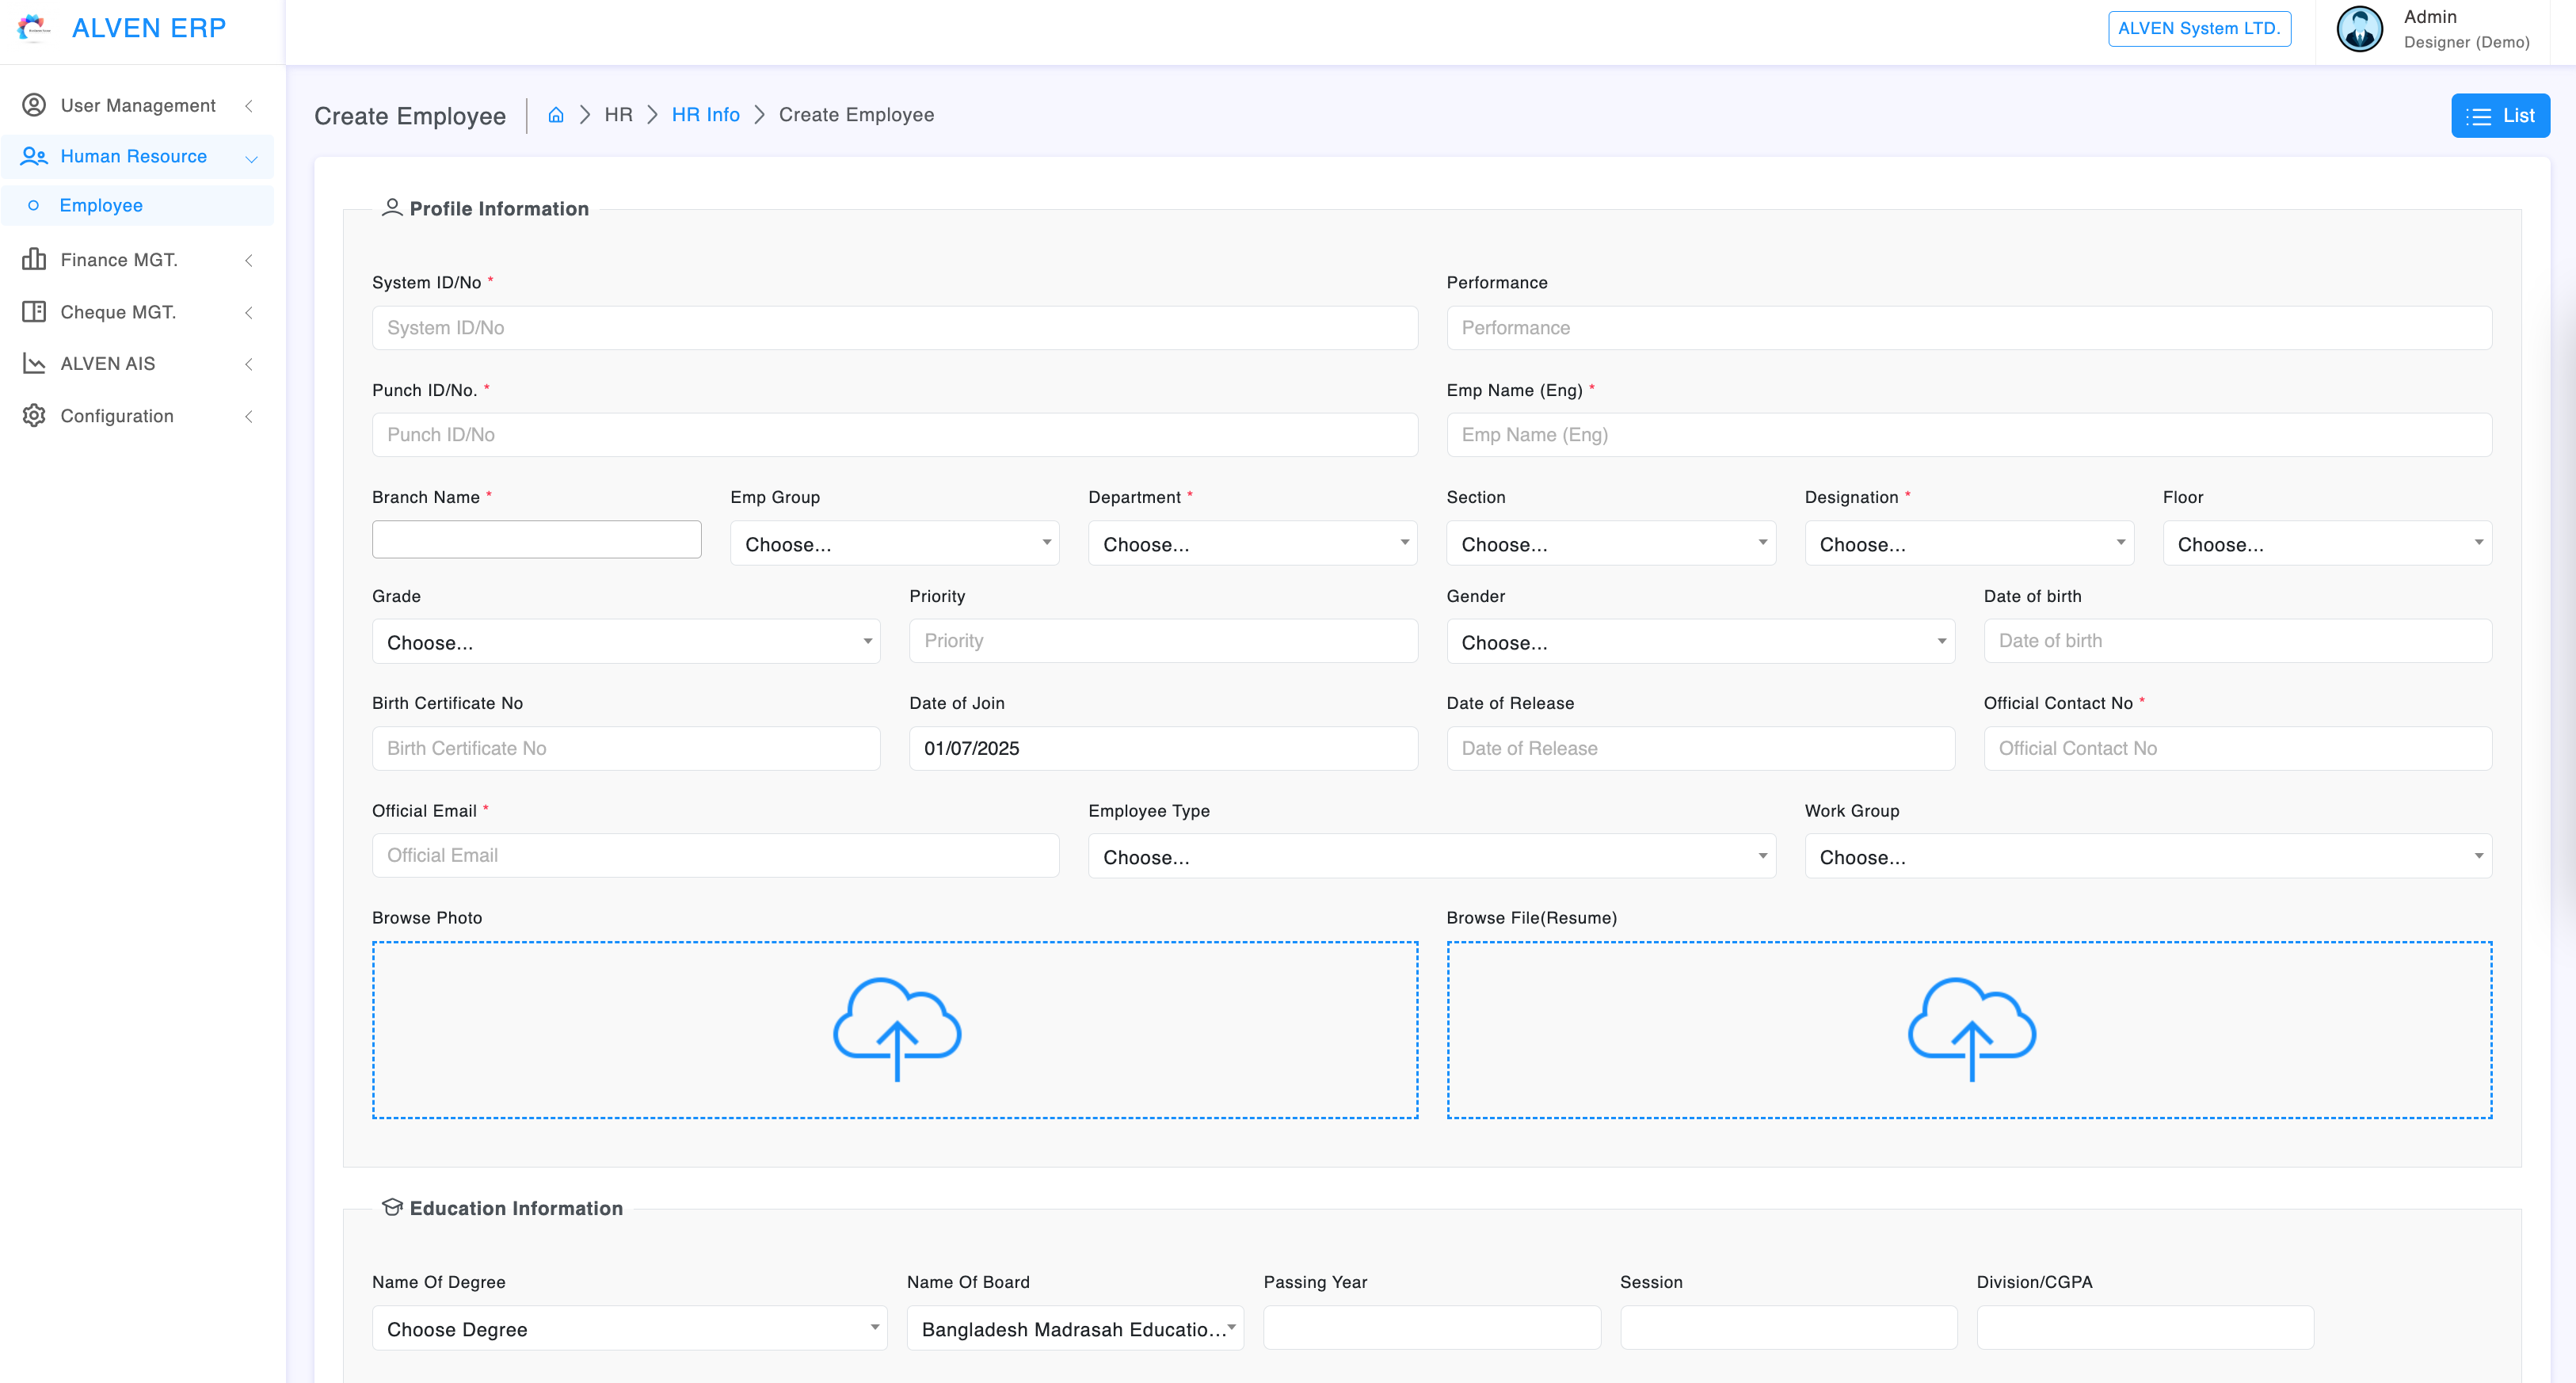 ALVEN ERP
ALVEN System LTD.
Admin
Designer (Demo)
User Management
Human Resource
Employee
Finance MGT.
Cheque MGT.
ALVEN AIS
Configuration
Create Employee
HR
HR Info
Create Employee
List
Profile Information
System ID/No *
Performance
System ID/No
Performance
Punch ID/No. *
Emp Name (Eng) *
Punch ID/No
Emp Name (Eng)
Branch Name *
Emp Group
Department *
Section
Designation *
Floor
Choose...
Choose...
Choose...
Choose...
Choose...
Grade
Priority
Gender
Date of birth
Choose...
Priority
Choose...
Date of birth
Birth Certificate No
Date of Join
Date of Release
Official Contact No *
Birth Certificate No
01/07/2025
Date of Release
Official Contact No
Official Email *
Employee Type
Work Group
Official Email
Choose...
Choose...
Browse Photo
Browse File(Resume)
Education Information
Name Of Degree
Name Of Board
Passing Year
Session
Division/CGPA
Choose Degree
Bangladesh Madrasah Educatio...